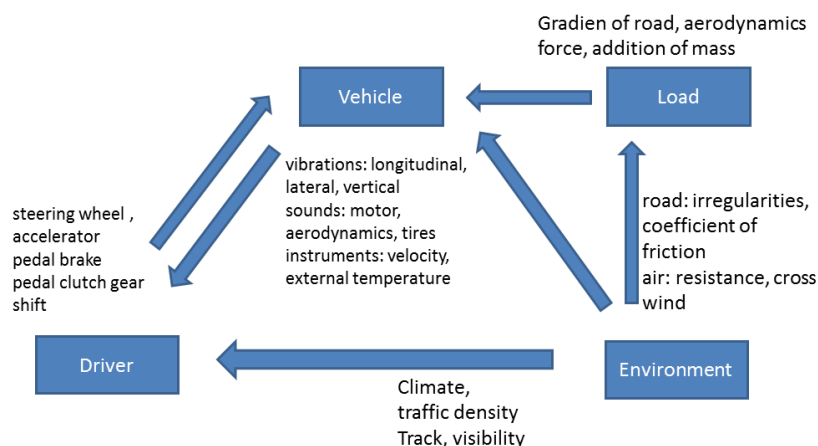 Gradien of road, aerodynamics
force, addition of mass
Vehicle
Load
vibrations: longitudinal,
lateral, vertical
sounds: motor,
aerodynamics, tires
instruments: velocity,
external temperature
steering wheel ,
accelerator
pedal brake
pedal clutch gear
shift
road: irregularities,
coefficient of
friction
air: resistance, cross
wind
Driver
Environment
Climate,
traffic density
Track, visibility